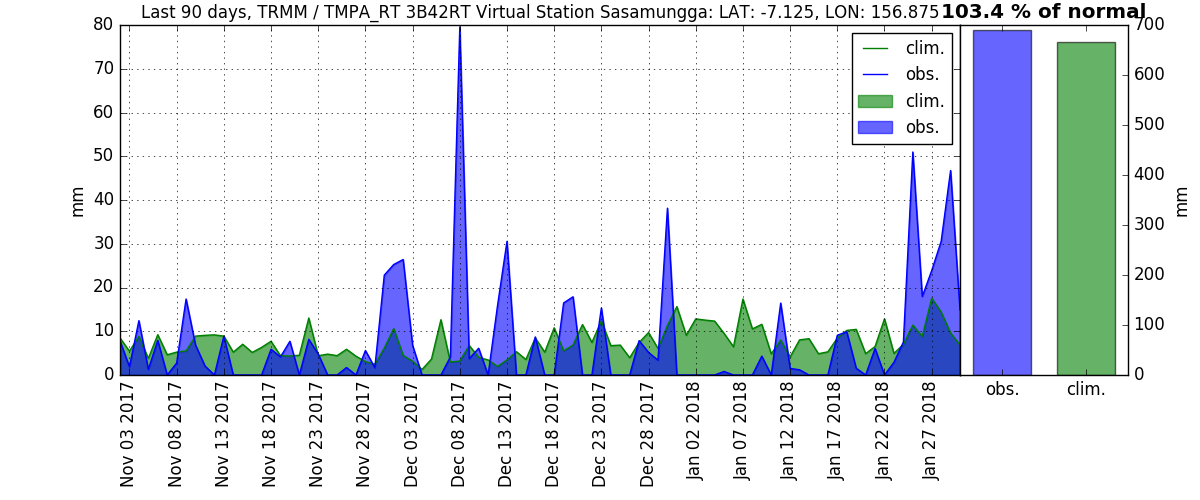 Last 90 days, TRMM / TMPA_RT 3B42RT Virtual Station Sasamungga: LAT: -7.125, LON: 156.875
103.4 % of normal
80
70
60
50
40
30
20
10
0
mm
clim.
obs.
clim.
obs.
700
600
500
400
300
200
100
0
mm
obs.
clim.
Nov 03 2017
Nov 08 2017
Nov 13 2017
Nov 18 2017
Nov 23 2017
Nov 28 2017
Dec 03 2017
Dec 08 2017
Dec 13 2017
Dec 18 2017
Dec 23 2017
Dec 28 2017
Jan 02 2018
Jan 07 2018
Jan 12 2018
Jan 17 2018
Jan 22 2018
Jan 27 2018